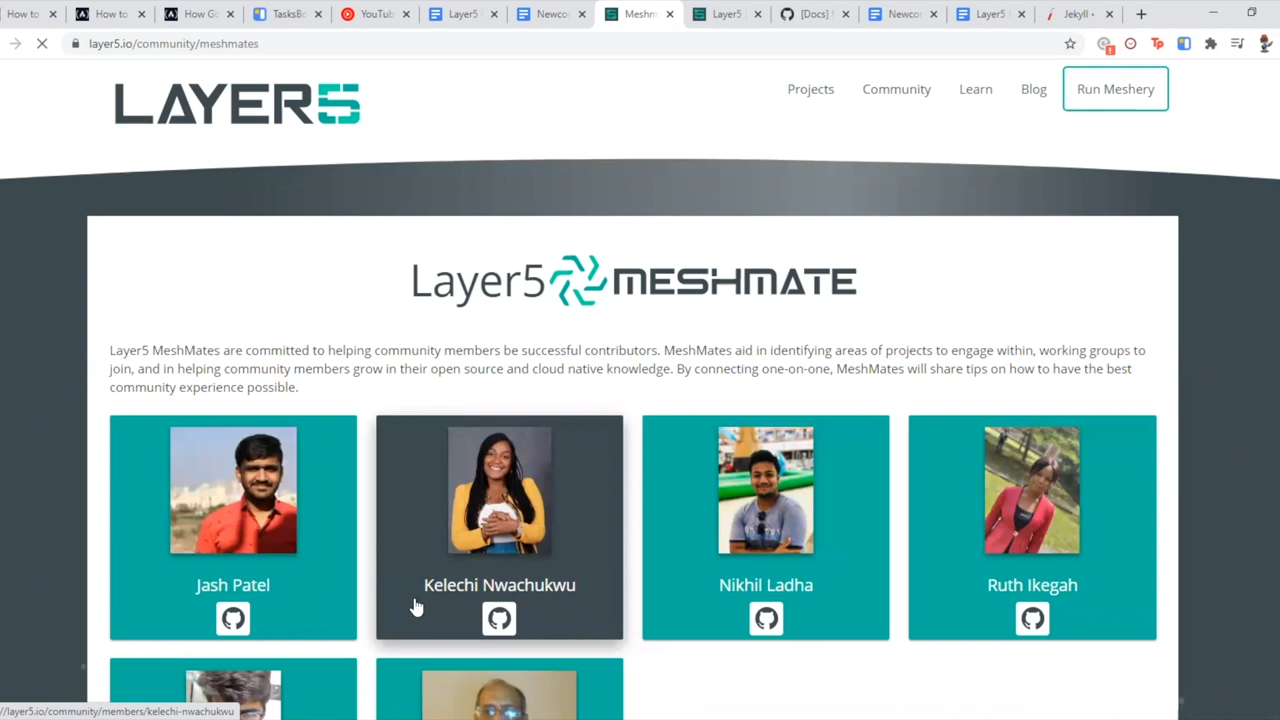 How to
How to
How Go
TasksBo
YouTub
Layer5
Newcon
Meshm
Layer5
[Docs]
Newcon
Layer5
Jekyll •
layer5.io/community/meshmates
LAYER5
Projects
Community
Learn
Blog
Run Meshery
Layer5 MESHMATE
Layer5 MeshMates are committed to helping community members be successful contributors. MeshMates aid in identifying areas of projects to engage within, working groups to
join, and in helping community members grow in their open source and cloud native knowledge. By connecting one-on-one, MeshMates will share tips on how to have the best
community experience possible.
Jash Patel
Kelechi Nwachukwu
Nikhil Ladha
Ruth Ikegah
//layer5.io/community/members/kelechi-nwachukwu